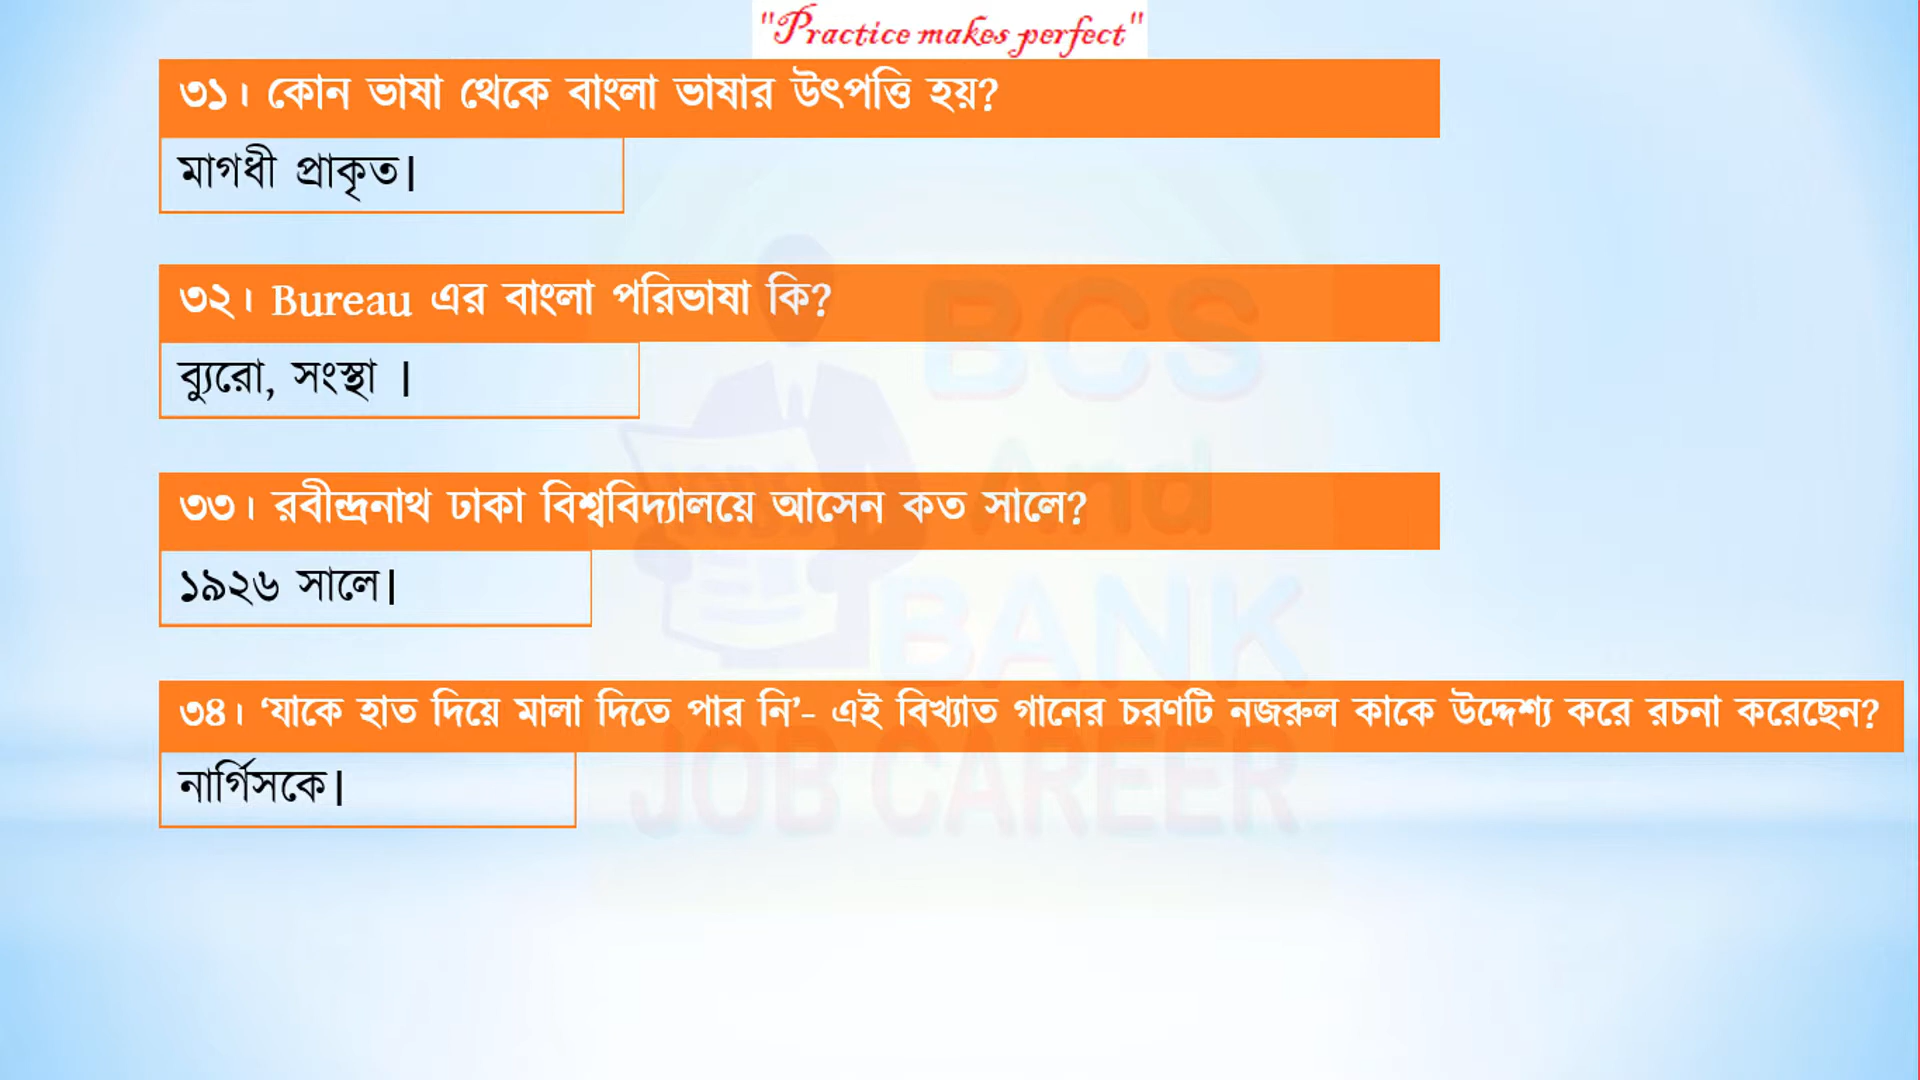 "Practice makes perfect"
৩১। কোন ভাষা থেকে বাংলা ভাষার উৎপত্তি হয়?
মাগধী প্রাকৃত।
৩২। Bureau এর বাংলা পরিভাষা কি?
ব্যুরো, সংস্থা ।
৩৩। রবীন্দ্রনাথ ঢাকা বিশ্ববিদ্যালয়ে আসেন কত সালে?
১৯২৬ সালে।
৩৪। ‘যাকে হাত দিয়ে মালা দিতে পার নি’- এই বিখ্যাত গানের চরণটি নজরুল কাকে উদ্দেশ্য করে রচনা করেছেন?
নার্গিসকে।
BCS
And
BANK
JOB CAREER